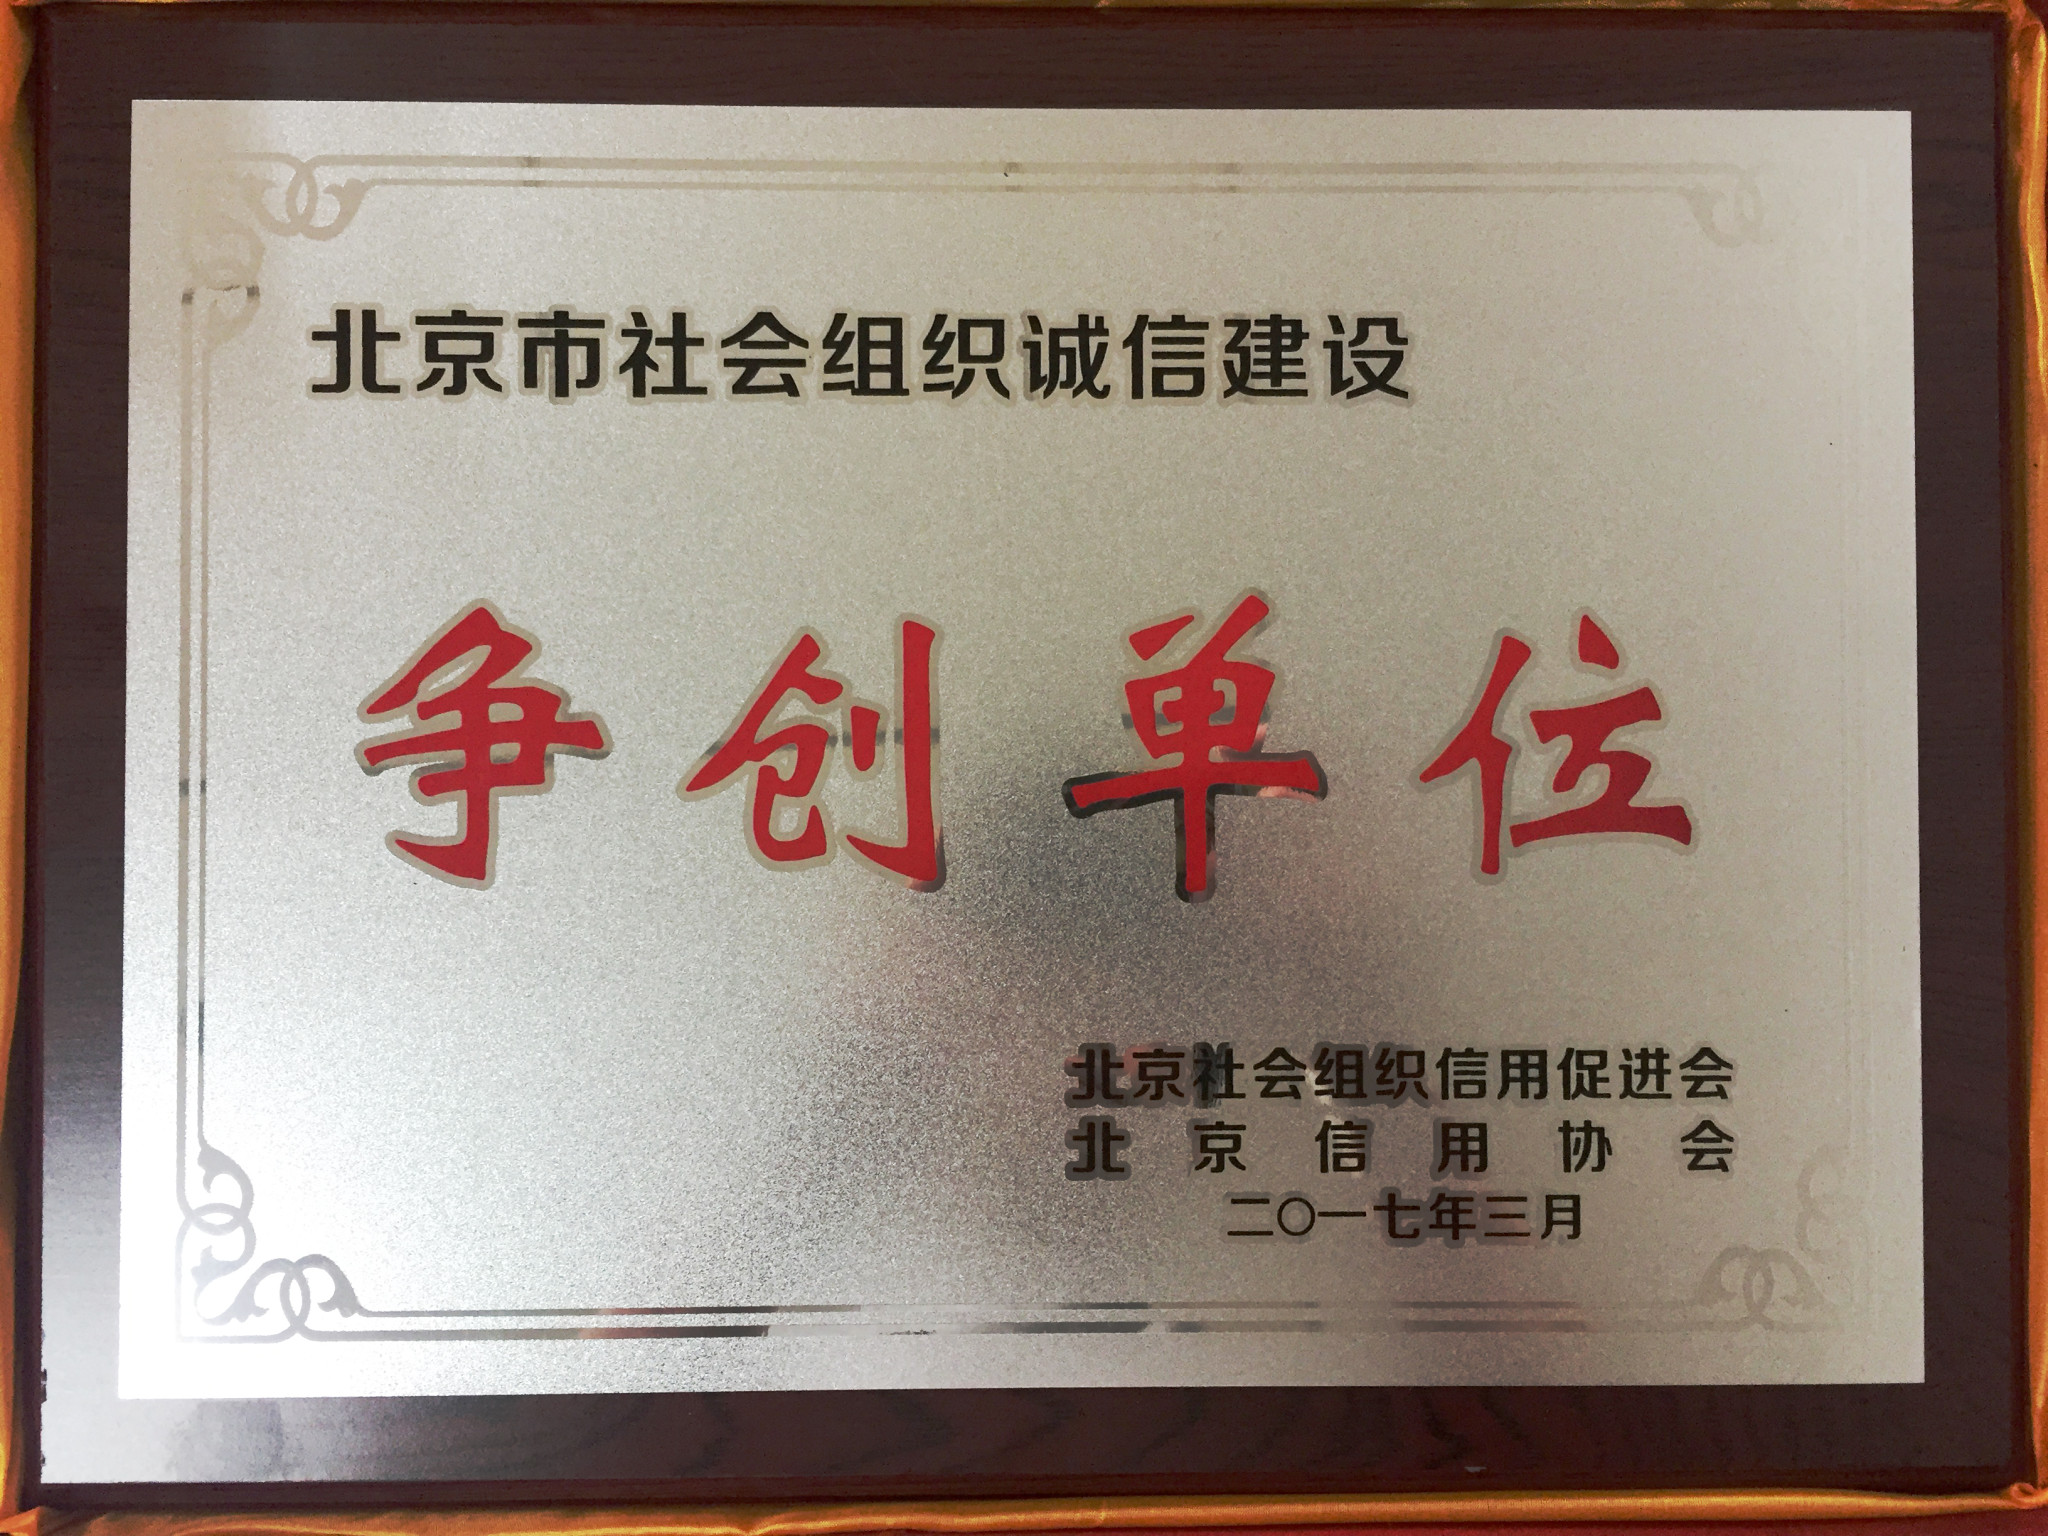 北京市社会组织诚信建设
争创单位
北京社会组织信用促进会
北京信用协会
二〇一七年三月